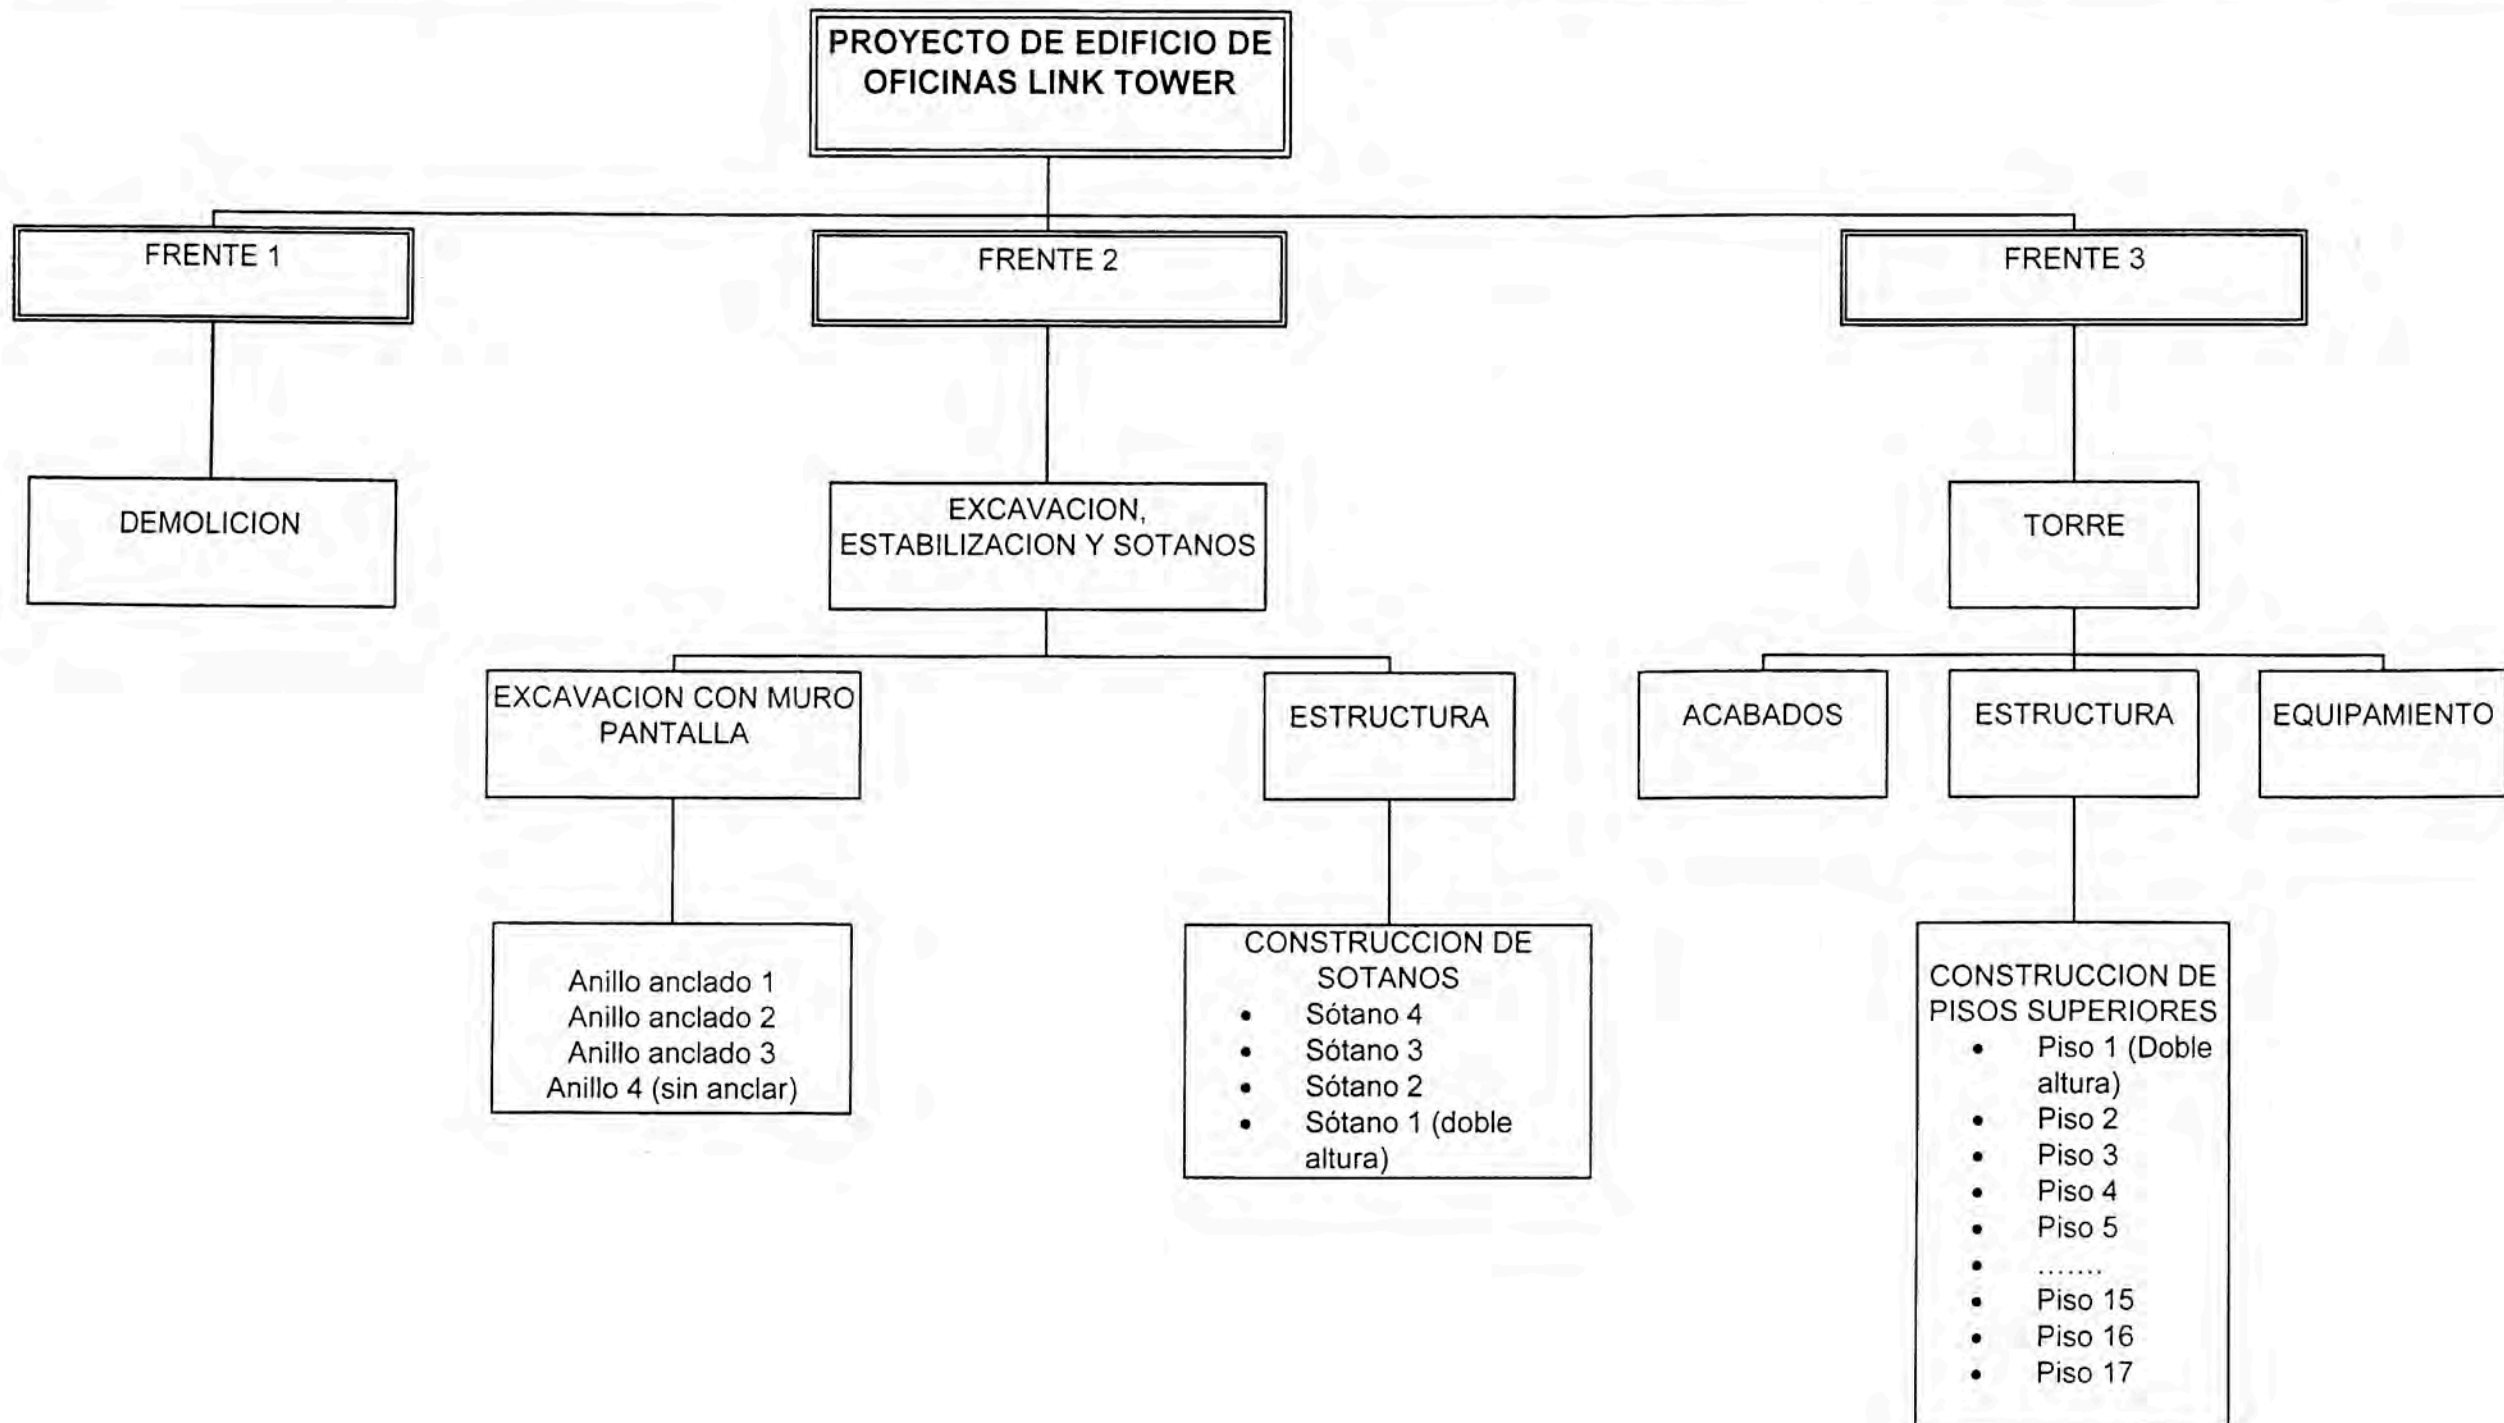 PROYECTO DE EDIFICIO DE
OFICINAS LINK TOWER
FRENTE 1
FRENTE 2
FRENTE 3
DEMOLICION
EXCAVACION,
ESTABILIZACION Y SOTANOS
TORRE
EXCAVACION CON MURO
PANTALLA
ESTRUCTURA
ACABADOS
ESTRUCTURA
EQUIPAMIENTO
Anillo anclado 1
Anillo anclado 2
Anillo anclado 3
Anillo 4 (sin anclar)
CONSTRUCCION DE
SOTANOS
• Sótano 4
• Sótano 3
• Sótano 2
• Sótano 1 (doble
altura)
CONSTRUCCION DE
PISOS SUPERIORES
• Piso 1 (Doble
altura)
• Piso 2
• Piso 3
• Piso 4
• Piso 5
• .......
• Piso 15
• Piso 16
• Piso 17